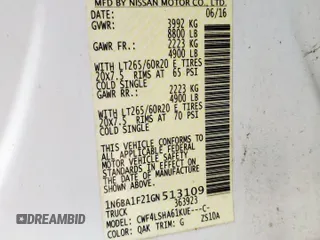 MFD BY NISSAN MOTOR CO., LTD.
DATE: 06/16
GVWR: 3992 KG
8800 LB
GAWR FR.: 2223 KG
4900 LB
WITH LT265/60R20 E TIRES
20X7.5 RIMS AT 65 PSI
COLD SINGLE
GAWR RR.: 2223 KG
4900 LB
WITH LT265/60R20 E TIRES
20X7.5 RIMS AT 70 PSI
COLD SINGLE
THIS VEHICLE CONFORMS TO
ALL APPLICABLE FEDERAL
MOTOR VEHICLE SAFETY
STANDARDS IN EFFECT ON
THE DATE OF MANUFACTURE
SHOWN ABOVE
1N6BA1F21GN513109
TRUCK 363923
MODEL: CWF4LSHA61KUE---C-
COLOR: QAK TRIM: G ZS10A
iDRIVE